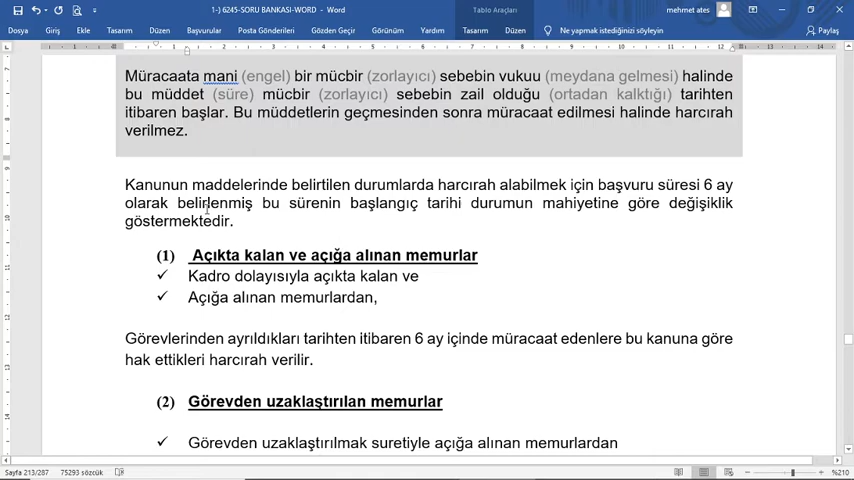 1-) 6245-SORU BANKASI-WORD - Word
Tablo Araçları
mehmet ates
Dosya Giriş Ekle Tasarım Düzen Başvurular Posta Gönderileri Gözden Geçir Görünüm Yardım Tasarım Düzen Ne yapmak istediğinizi söyleyin Paylaş
Müracaata mani (engel) bir mücbir (zorlayıcı) sebebin vukuu (meydana gelmesi) halinde
bu müddet (süre) mücbir (zorlayıcı) sebebin zail olduğu (ortadan kalktığı) tarihten
itibaren başlar. Bu müddetlerin geçmesinden sonra müracaat edilmesi halinde harcırah
verilmez.
Kanunun maddelerinde belirtilen durumlarda harcırah alabilmek için başvuru süresi 6 ay
olarak belirlenmiş bu sürenin başlangıç tarihi durumun mahiyetine göre değişiklik
göstermektedir.
(1) Açıkta kalan ve açığa alınan memurlar
✓ Kadro dolayısıyla açıkta kalan ve
✓ Açığa alınan memurlardan,
Görevlerinden ayrıldıkları tarihten itibaren 6 ay içinde müracaat edenlere bu kanuna göre
hak ettikleri harcırah verilir.
(2) Görevden uzaklaştırılan memurlar
✓ Görevden uzaklaştırılmak suretiyle açığa alınan memurlardan
Sayfa 213/287 75293 sözcük %210